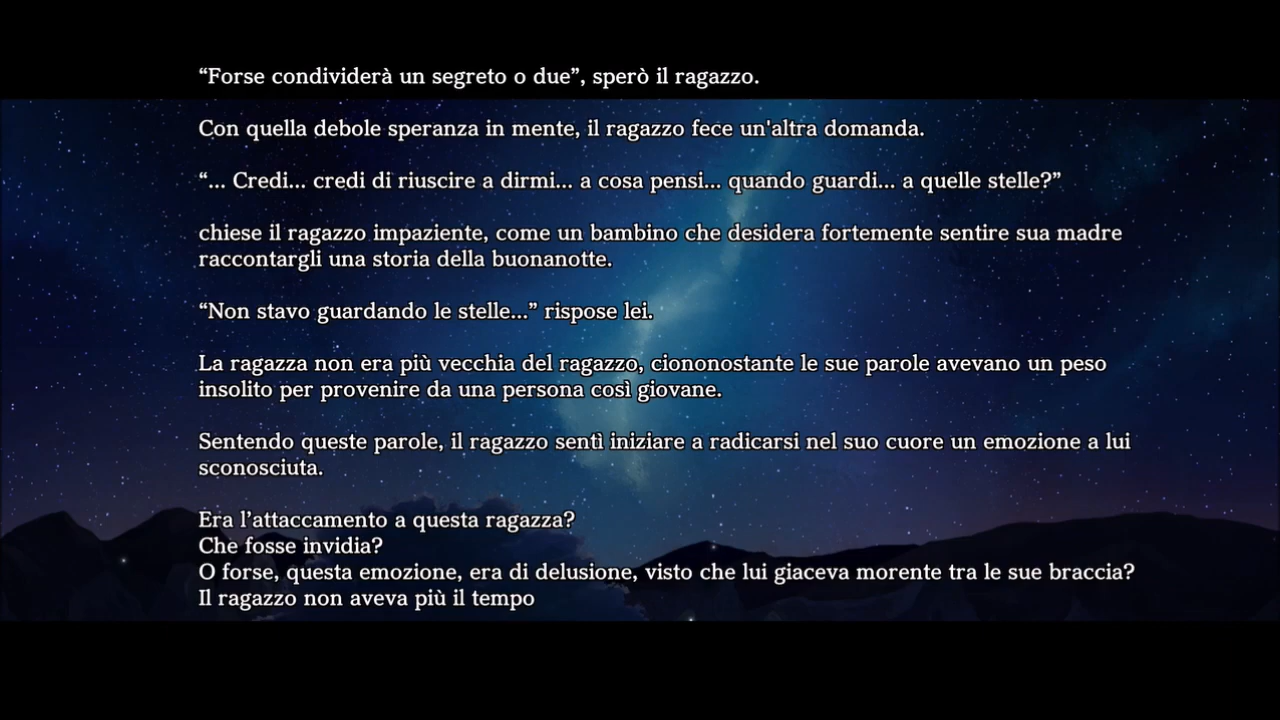 “Forse condividerà un segreto o due”, sperò il ragazzo.
Con quella debole speranza in mente, il ragazzo fece un'altra domanda.
“... Credi... credi di riuscire a dirmi... a cosa pensi... quando guardi... a quelle stelle?”
chiese il ragazzo impaziente, come un bambino che desidera fortemente sentire sua madre
raccontargli una storia della buonanotte.
“Non stavo guardando le stelle...” rispose lei.
La ragazza non era più vecchia del ragazzo, ciononostante le sue parole avevano un peso
insolito per provenire da una persona così giovane.
Sentendo queste parole, il ragazzo sentì iniziare a radicarsi nel suo cuore un emozione a lui
sconosciuta.
Era l’attaccamento a questa ragazza?
Che fosse invidia?
O forse, questa emozione, era di delusione, visto che lui giaceva morente tra le sue braccia?
Il ragazzo non aveva più il tempo